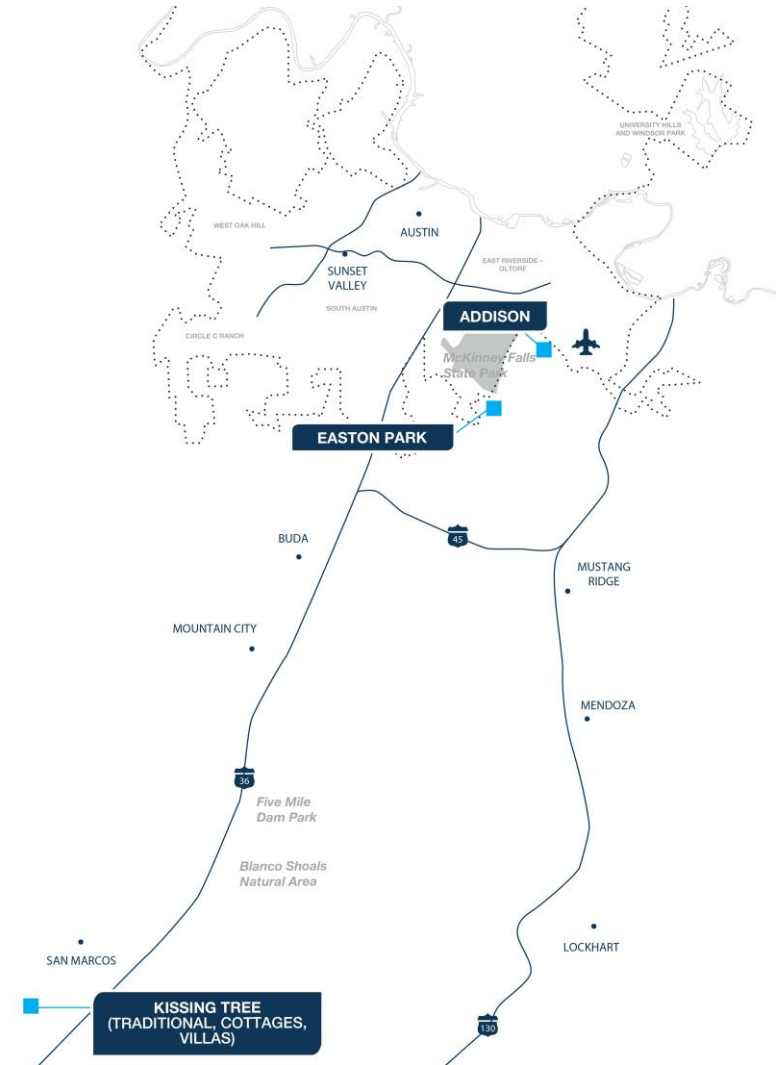 UNIVERSITY HILLS
AND WINDSOR PARK
WEST OAK HILL
AUSTIN
EAST RIVERSIDE –
OLTORF
SUNSET
VALLEY
SOUTH AUSTIN
ADDISON
CIRCLE C RANCH
McKinney Falls
State Park
EASTON PARK
45
BUDA
MUSTANG
RIDGE
MOUNTAIN CITY
MENDOZA
36
Five Mile
Dam Park
Blanco Shoals
Natural Area
LOCKHART
SAN MARCOS
KISSING TREE
(TRADITIONAL, COTTAGES,
VILLAS)
130